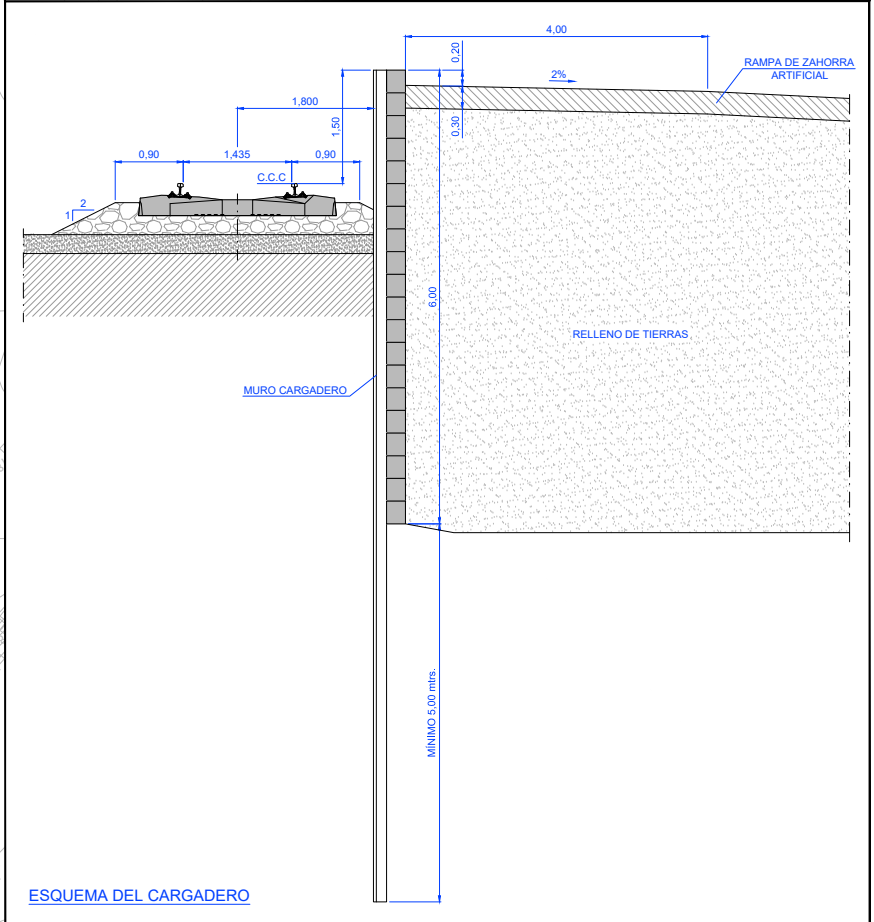 4,00
0,20
RAMPA DE ZAHORRA
ARTIFICIAL
2%
1,800
1,50
0,30
0,90
1,435
0,90
C.C.C
2
1
6,00
RELLENO DE TIERRAS
MURO CARGADERO
MÍNIMO 5,00 mtrs.
ESQUEMA DEL CARGADERO